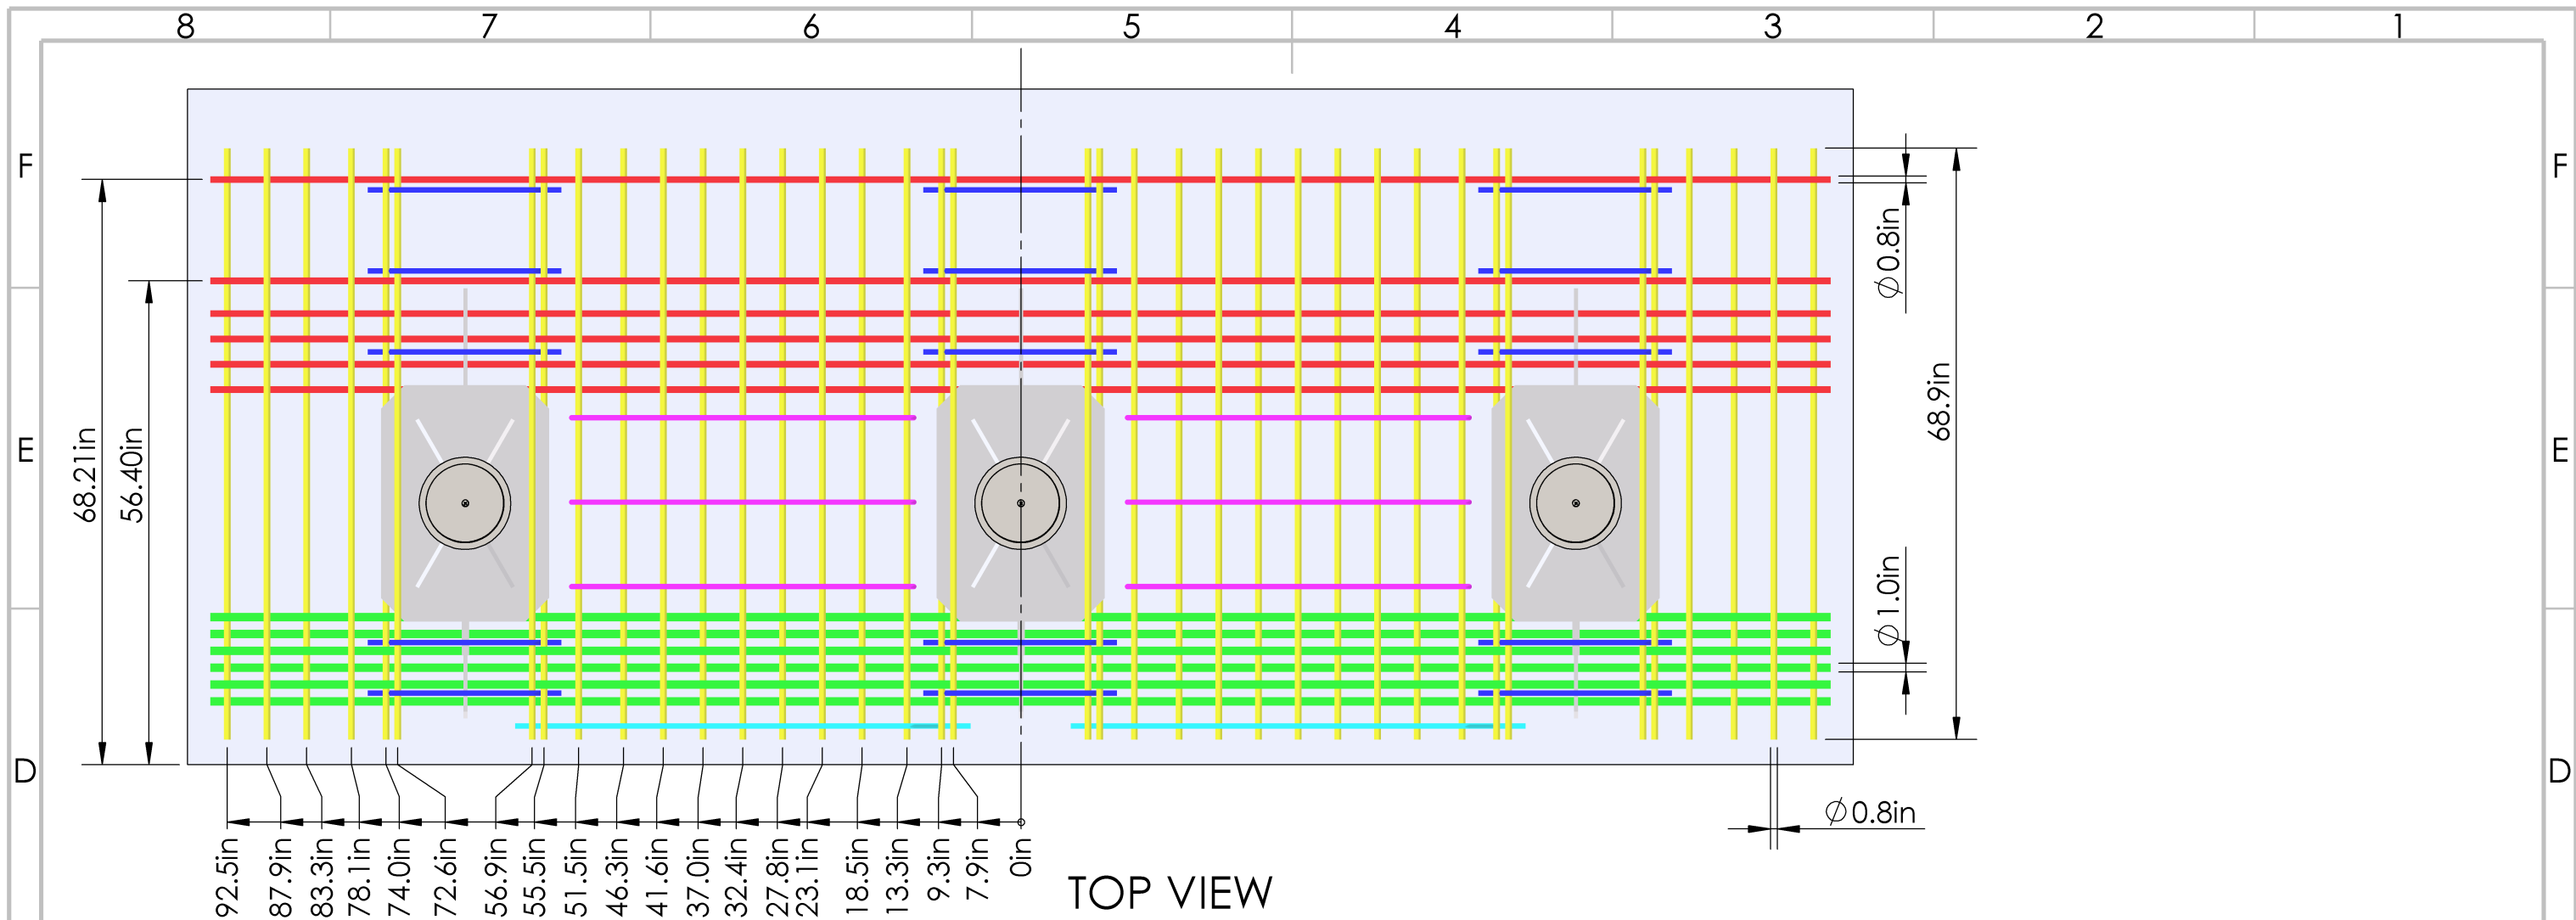 8 7 6 5 4 3 2 1
F F
∅0.8in
68.21in
56.40in
68.9in
E E
∅1.0in
D D
∅0.8in
92.5in 87.9in 83.3in 78.1in 74.0in 72.6in 56.9in 55.5in 51.5in 46.3in 41.6in 37.0in 32.4in 27.8in 23.1in 18.5in 13.3in 9.3in 7.9in 0in
TOP VIEW